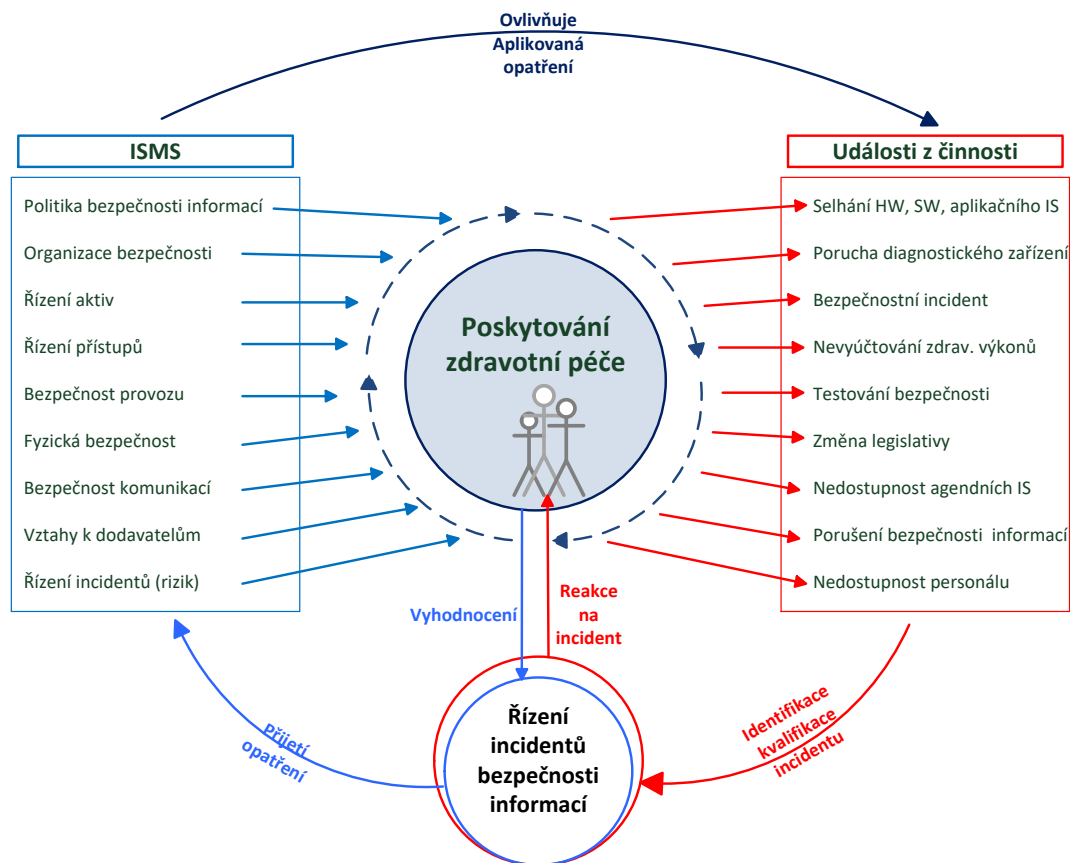 Ovlivňuje
Aplikovaná
opatření
ISMS
Události z činnosti
Politika bezpečnosti informací
Organizace bezpečnosti
Řízení aktiv
Řízení přístupů
Bezpečnost provozu
Fyzická bezpečnost
Bezpečnost komunikací
Vztahy k dodavatelům
Řízení incidentů (rizik)
Poskytování
zdravotní péče
Selhání HW, SW, aplikačního IS
Porucha diagnostického zařízení
Bezpečnostní incident
Nevyúčtování zdrav. výkonů
Testování bezpečnosti
Změna legislativy
Nedostupnost agendních IS
Porušení bezpečnosti informací
Nedostupnost personálu
Vyhodnocení
Reakce
na
incident
Přijetí
opatření
Řízení
incidentů
bezpečnosti
informací
Identifikace
kvalifikace
incidentu